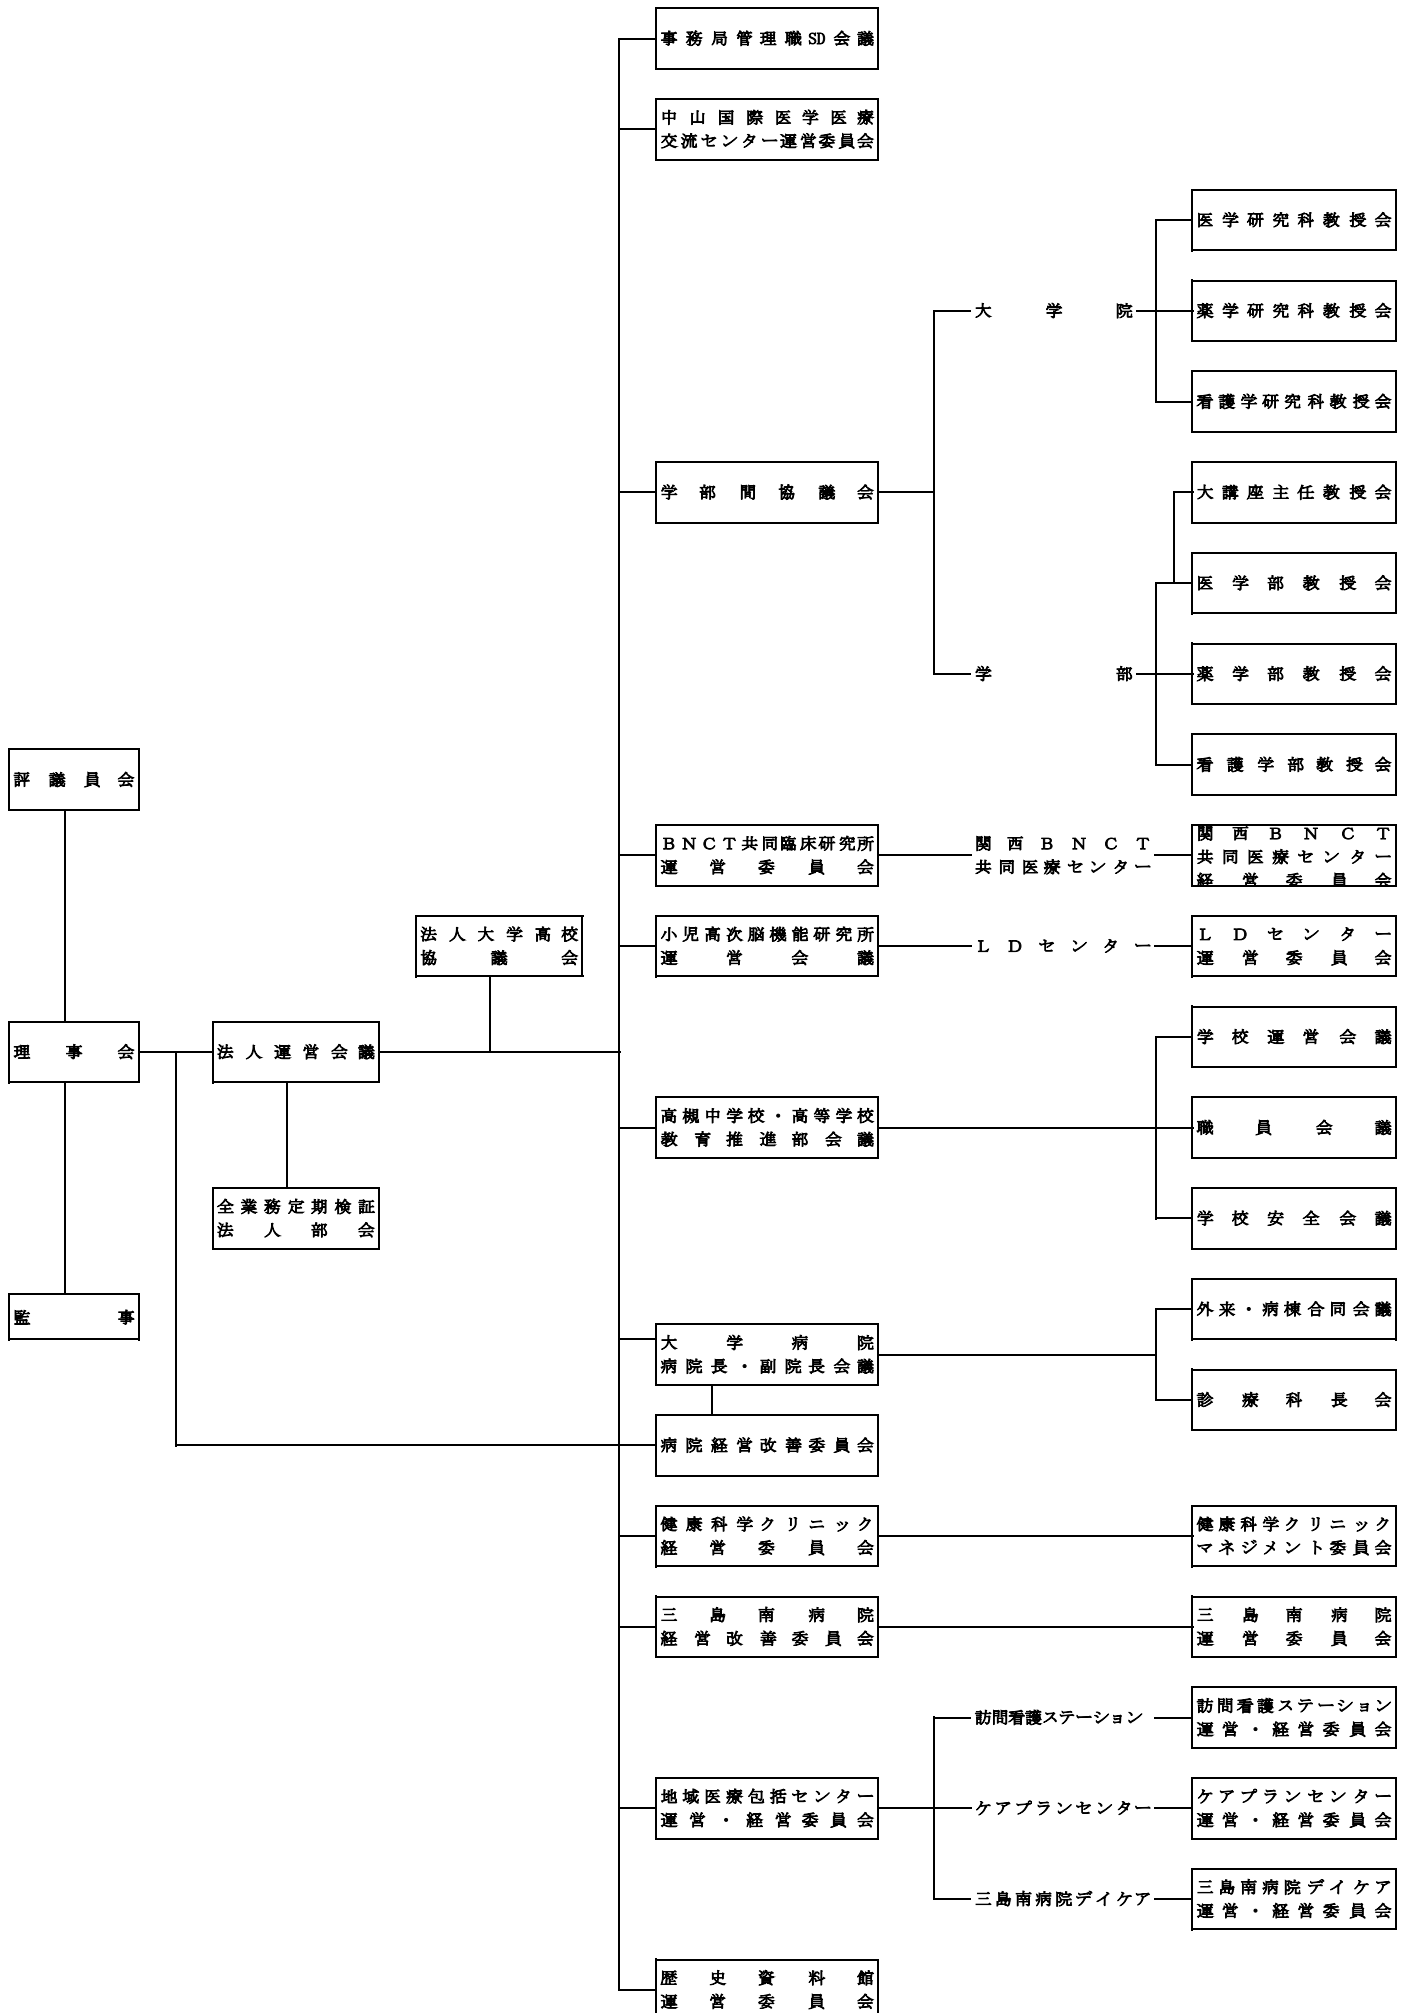 事務局管理職SD会議
中山国際医学医療
交流センター運営委員会
医学研究科教授会
大学院
薬学研究科教授会
看護学研究科教授会
学部間協議会
大講座主任教授会
医学部教授会
学部
薬学部教授会
看護学部教授会
評議員会
BNCT共同臨床研究所
運営委員会
関西BNCT
共同医療センター
関西BNCT
共同医療センター
経営委員会
法人大学高校
協議会
小児高次脳機能研究所
運営会議
LDセンター
LDセンター
運営委員会
理事会
法人運営会議
学校運営会議
高槻中学校・高等学校
教育推進部会議
職員会議
全業務定期検証
法人部会
学校安全会議
監事
外来・病棟合同会議
大学病院
病院長・副院長会議
診療科長会
病院経営改善委員会
健康科学クリニック
経営委員会
健康科学クリニック
マネジメント委員会
三島南病院
経営改善委員会
三島南病院
運営委員会
訪問看護ステーション
訪問看護ステーション
運営・経営委員会
地域医療包括センター
運営・経営委員会
ケアプランセンター
ケアプランセンター
運営・経営委員会
三島南病院デイケア
三島南病院デイケア
運営・経営委員会
歴史資料館
運営委員会